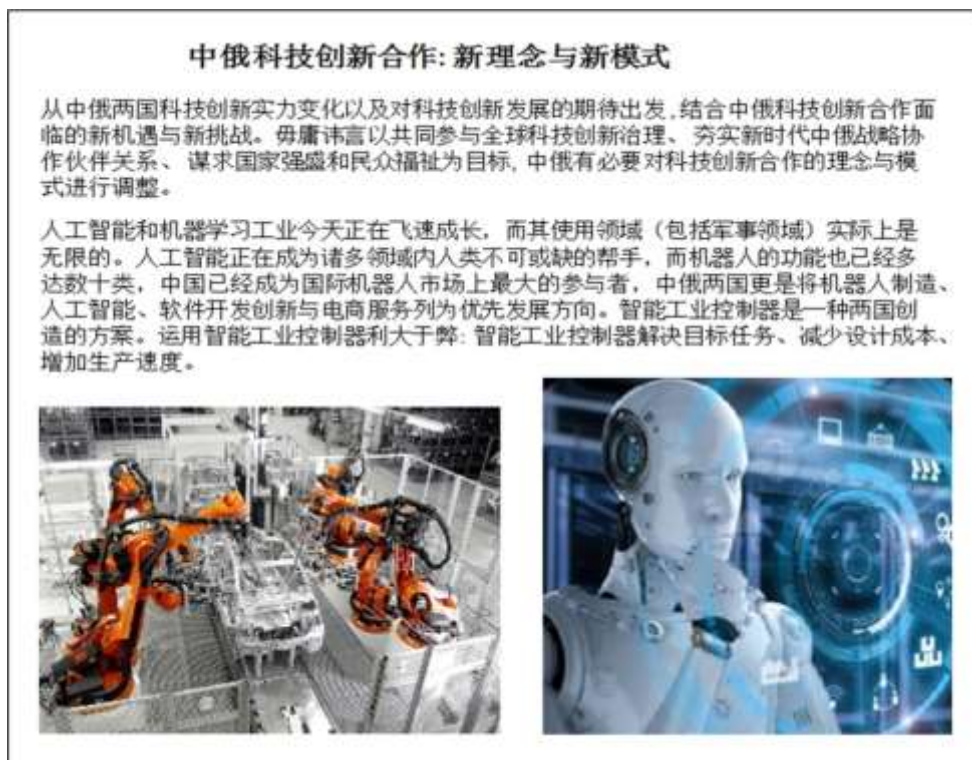 中俄科技创新合作: 新理念与新模式
从中俄两国科技创新实力变化以及对科技创新发展的期待出发,结合中俄科技创新合作面
临的新机遇与新挑战。毋庸讳言以共同参与全球科技创新治理、 夯实新时代中俄战略协
作伙伴关系、 谋求国家强盛和民众福祉为目标, 中俄有必要对科技创新合作的理念与模
式进行调整。
人工智能和机器学习工业今天正在飞速成长，而其使用领域（包括军事领域）实际上是
无限的。人工智能正在成为诸多领域内人类不可或缺的帮手，而机器人的功能也已经多
达数十类，中国已经成为国际机器人市场上最大的参与者，中俄两国更是将机器人制造、
人工智能、软件开发创新与电商服务列为优先发展方向。智能工业控制器是一种两国创
造的方案。运用智能工业控制器利大于弊: 智能工业控制器解决目标任务、减少设计成本、
增加生产速度。